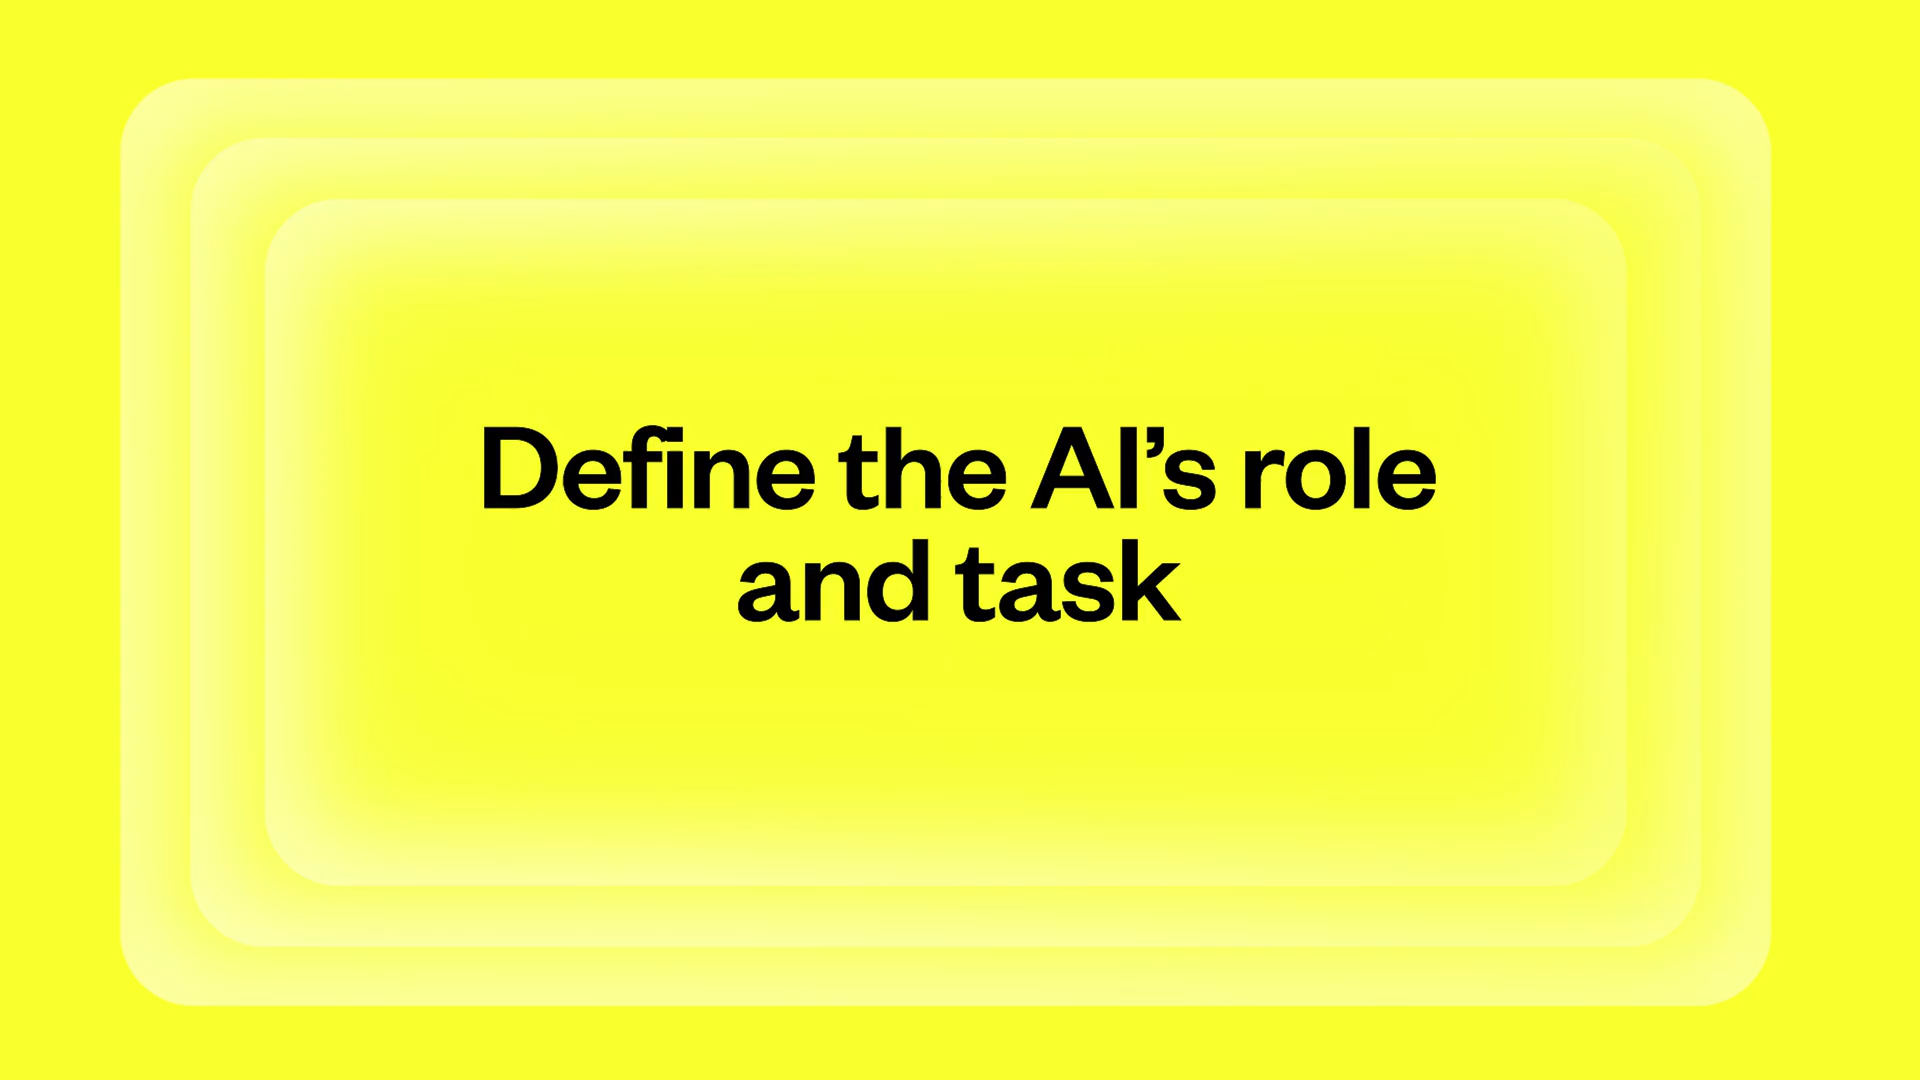 Define the AI’s role
and task